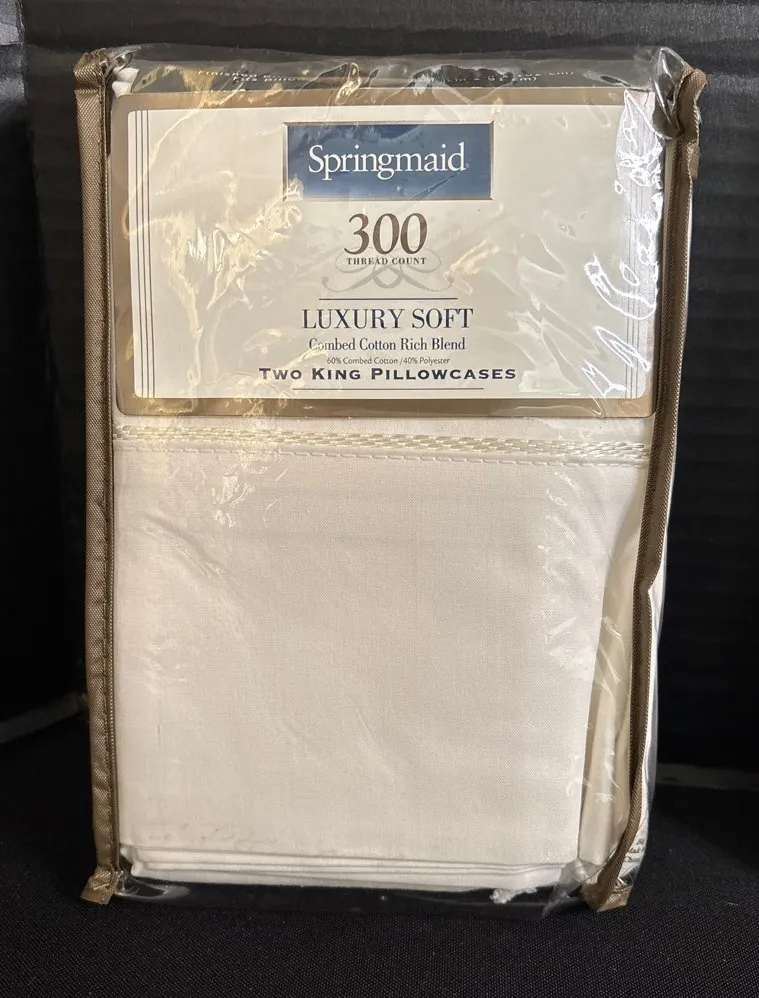 Springmaid
300
THREAD COUNT
LUXURY SOFT
Combed Cotton Rich Blend
60% Combed Cotton /40% Polyester
TWO KING PILLOWCASES